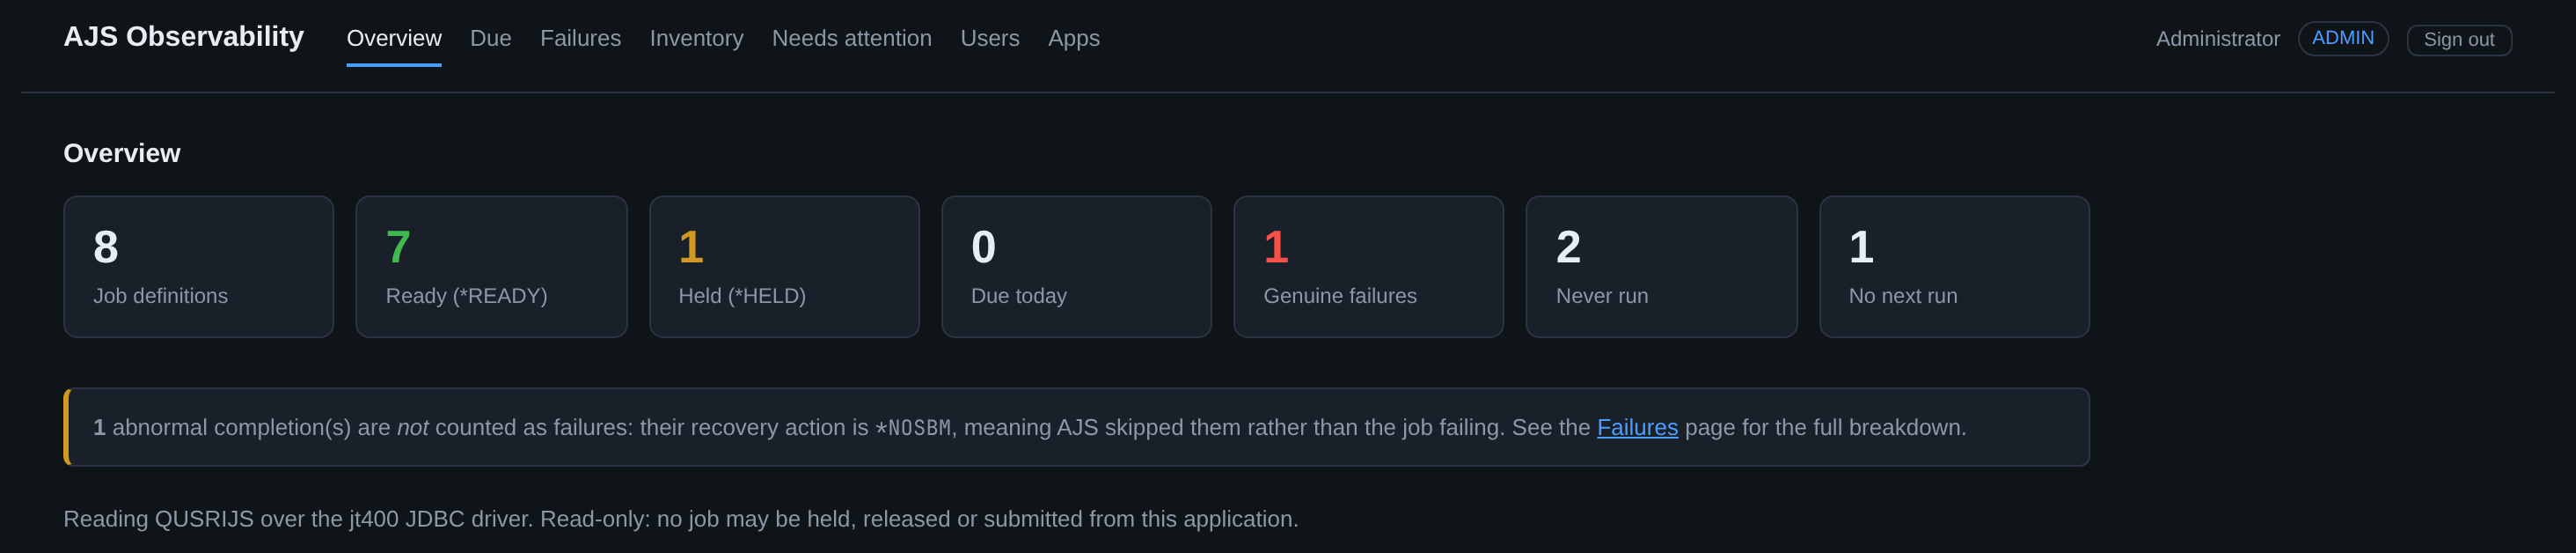 AJS Observability Overview Due Failures Inventory Needs attention Users Apps Administrator ADMIN Sign out
Overview
8 7 1 0 1 2 1
Job definitions Ready (*READY) Held (*HELD) Due today Genuine failures Never run No next run
1 abnormal completion(s) are not counted as failures: their recovery action is *NOSBM, meaning AJS skipped them rather than the job failing. See the Failures page for the full breakdown.
Reading QUSRIJS over the jt400 JDBC driver. Read-only: no job may be held, released or submitted from this application.